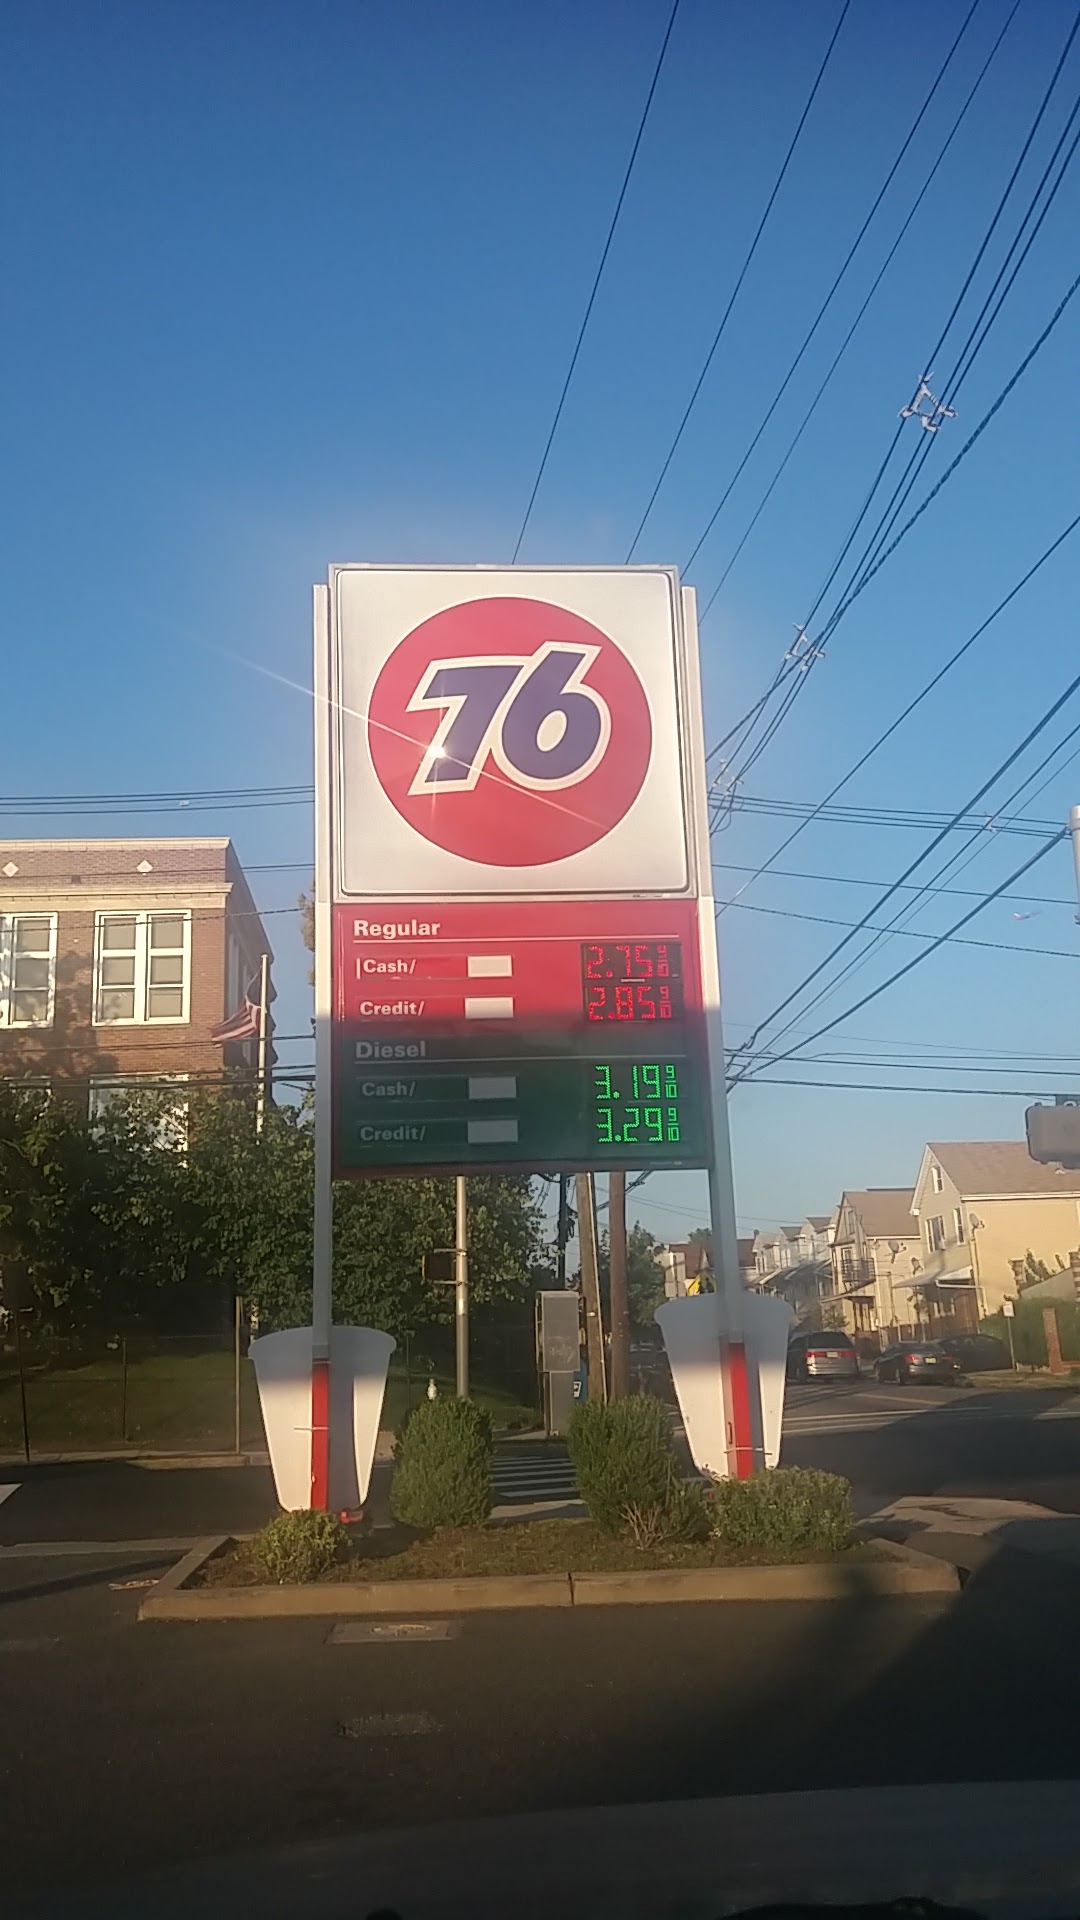 76
Regular
Cash/ 2.75 9/10
Credit/ 2.85 9/10
Diesel
Cash/ 3.19 9/10
Credit/ 3.29 9/10